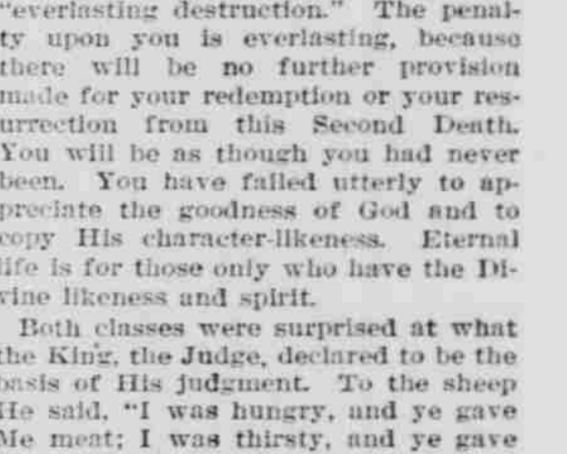 "everlasting destruction." The penal-
ty upon you is everlasting, because
there will be no further provision
made for your redemption or your res-
urrection from this Second Death.
You will be as though you had never
been. You have failed utterly to ap-
preciate the goodness of God and to
copy His character-likeness. Eternal
life is for those only who have the Di-
vine likeness and spirit.
Both classes were surprised at what
the King, the Judge, declared to be the
basis of His judgment. To the sheep
He said, "I was hungry, and ye gave
Me meat; I was thirsty, and ye gave